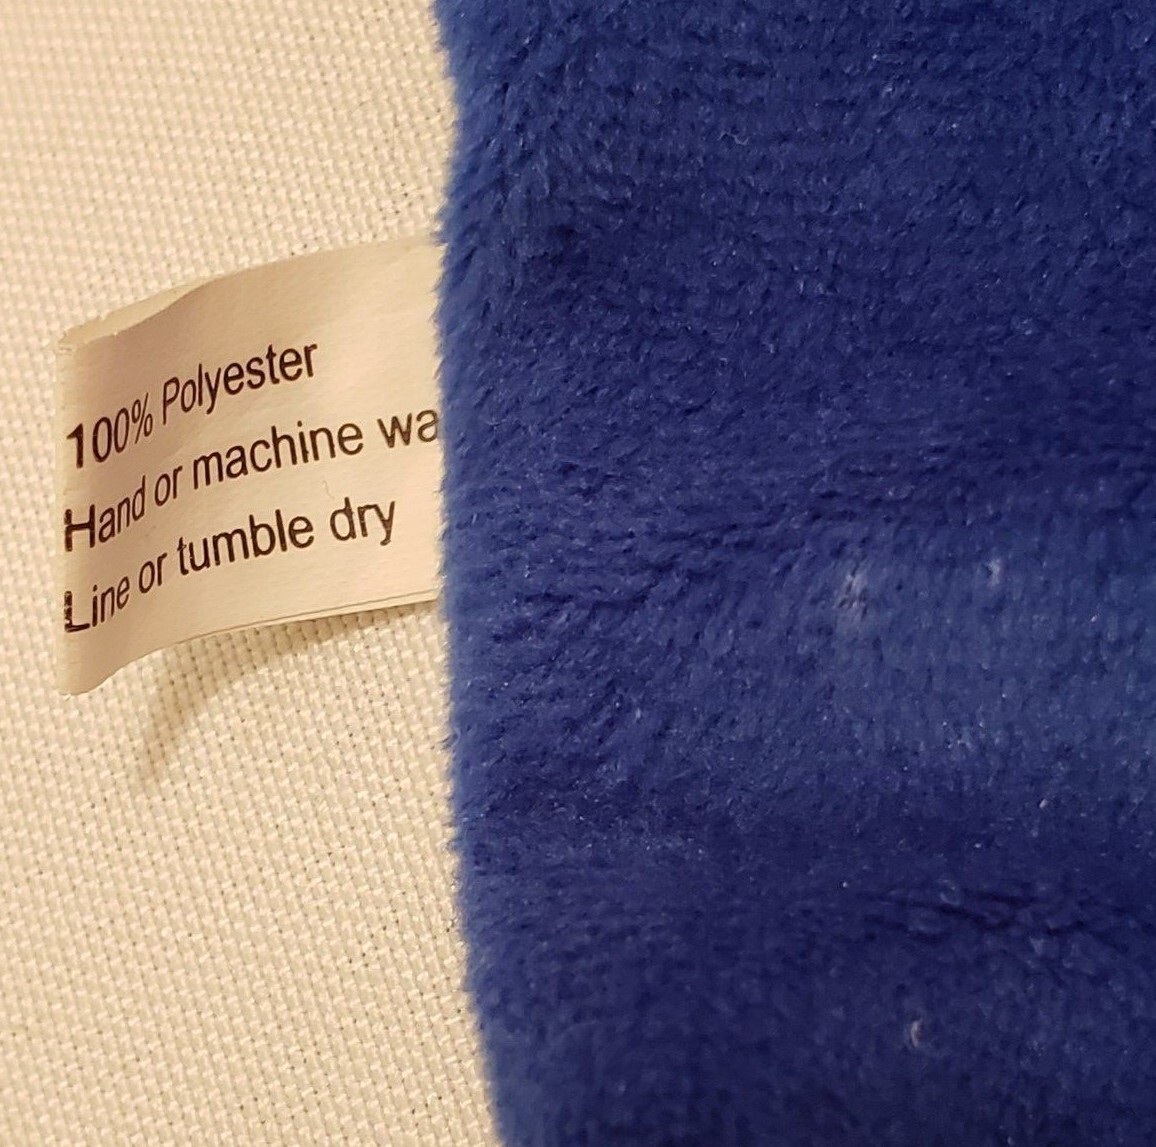 100% Polyester
Hand or machine wa
Line or tumble dry